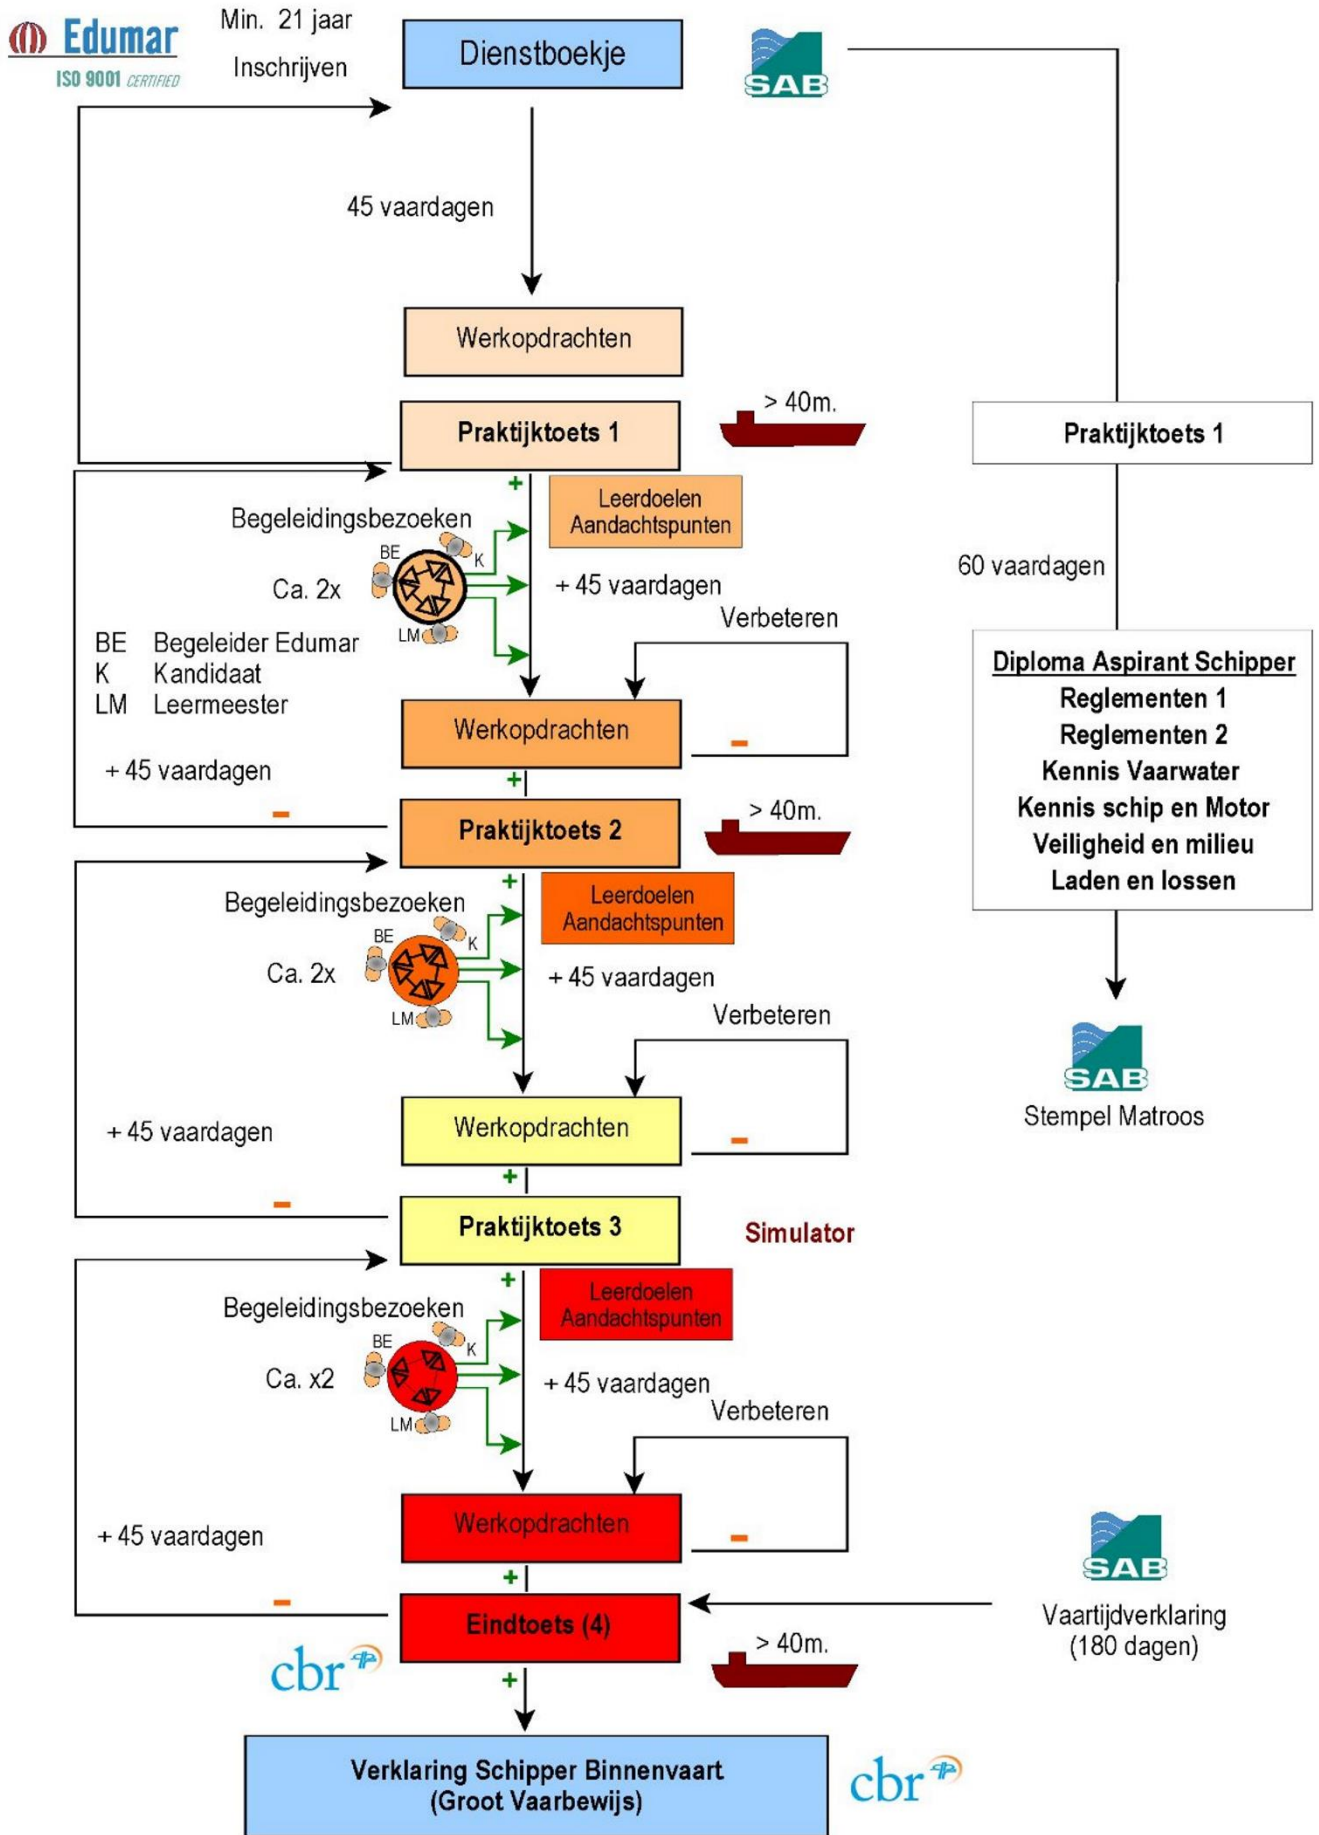 Edumar
ISO 9001 CERTIFIED
Min. 21 jaar
Inschrijven
Dienstboekje
SAB
45 vaardagen
Werkopdrachten
Praktijktoets 1
> 40m.
Praktijktoets 1
+
Leerdoelen
Aandachtspunten
Begeleidingsbezoeken
BE
K
Ca. 2x
LM
+ 45 vaardagen
60 vaardagen
Verbeteren
BE Begeleider Edumar
K Kandidaat
LM Leermeester
Werkopdrachten
-
+ 45 vaardagen
+
-
Praktijktoets 2
> 40m.
Diploma Aspirant Schipper
Reglementen 1
Reglementen 2
Kennis Vaarwater
Kennis schip en Motor
Veiligheid en milieu
Laden en lossen
+
Leerdoelen
Aandachtspunten
Begeleidingsbezoeken
BE
K
Ca. 2x
LM
+ 45 vaardagen
Verbeteren
SAB
Stempel Matroos
Werkopdrachten
-
+ 45 vaardagen
+
-
Praktijktoets 3
Simulator
+
Leerdoelen
Aandachtspunten
Begeleidingsbezoeken
BE
K
Ca. x2
LM
+ 45 vaardagen
Verbeteren
Werkopdrachten
-
+ 45 vaardagen
+
-
Eindtoets (4)
SAB
Vaartijdverklaring
(180 dagen)
> 40m.
cbr
+
Verklaring Schipper Binnenvaart
(Groot Vaarbewijs)
cbr